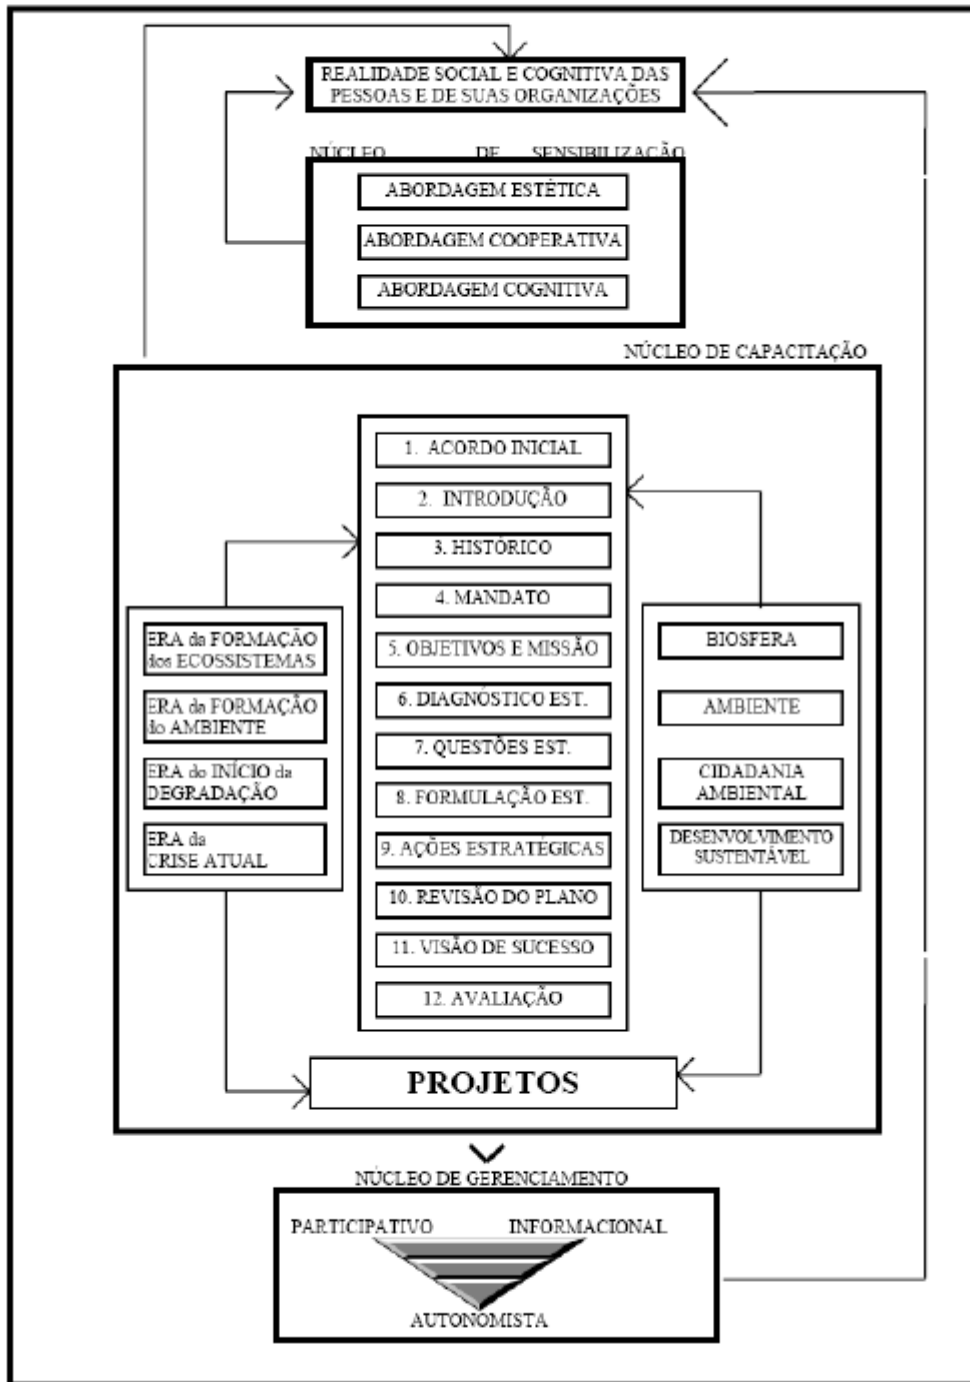 REALIDADE SOCIAL E COGNITIVA DAS
PESSOAS E DE SUAS ORGANIZAÇÕES
NÚCLEO DE SENSIBILIZAÇÃO
ABORDAGEM ESTÉTICA
ABORDAGEM COOPERATIVA
ABORDAGEM COGNITIVA
NÚCLEO DE CAPACITAÇÃO
1. ACORDO INICIAL
2. INTRODUÇÃO
3. HISTÓRICO
4. MANDATO
5. OBJETIVOS E MISSÃO
6. DIAGNÓSTICO EST.
7. QUESTÕES EST.
8. FORMULAÇÃO EST.
9. AÇÕES ESTRATÉGICAS
10. REVISÃO DO PLANO
11. VISÃO DE SUCESSO
12. AVALIAÇÃO
ERA da FORMAÇÃO
dos ECOSSISTEMAS
ERA da FORMAÇÃO
do AMBIENTE
ERA do INÍCIO da
DEGRADAÇÃO
ERA da
CRISE ATUAL
BIOSFERA
AMBIENTE
CIDADANIA
AMBIENTAL
DESENVOLVIMENTO
SUSTENTÁVEL
PROJETOS
NÚCLEO DE GERENCIAMENTO
PARTICIPATIVO INFORMACIONAL
AUTONOMISTA